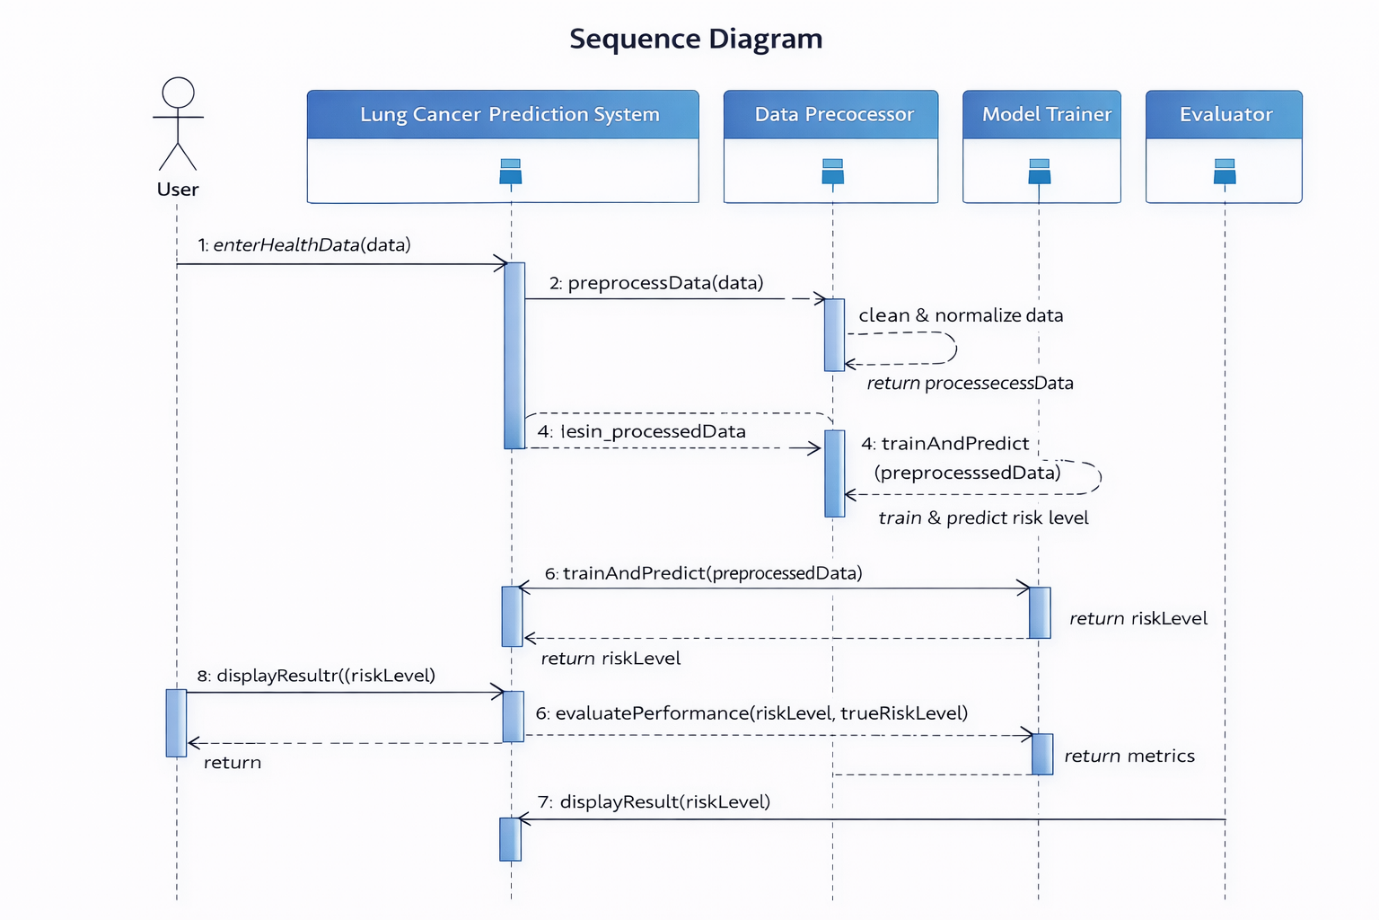 Sequence Diagram
Lung Cancer Prediction System
Data Precocessor
Model Trainer
Evaluator
User
1: enterHealthData(data)
2: preprocessData(data)
clean & normalize data
return processecessData
4: lesin_processedData
4: trainAndPredict
(preprocesssedData)
train & predict risk level
6: trainAndPredict(preprocessedData)
return riskLevel
return riskLevel
8: displayResultr((riskLevel)
6: evaluatePerformance(riskLevel, trueRiskLevel)
return metrics
return
7: displayResult(riskLevel)